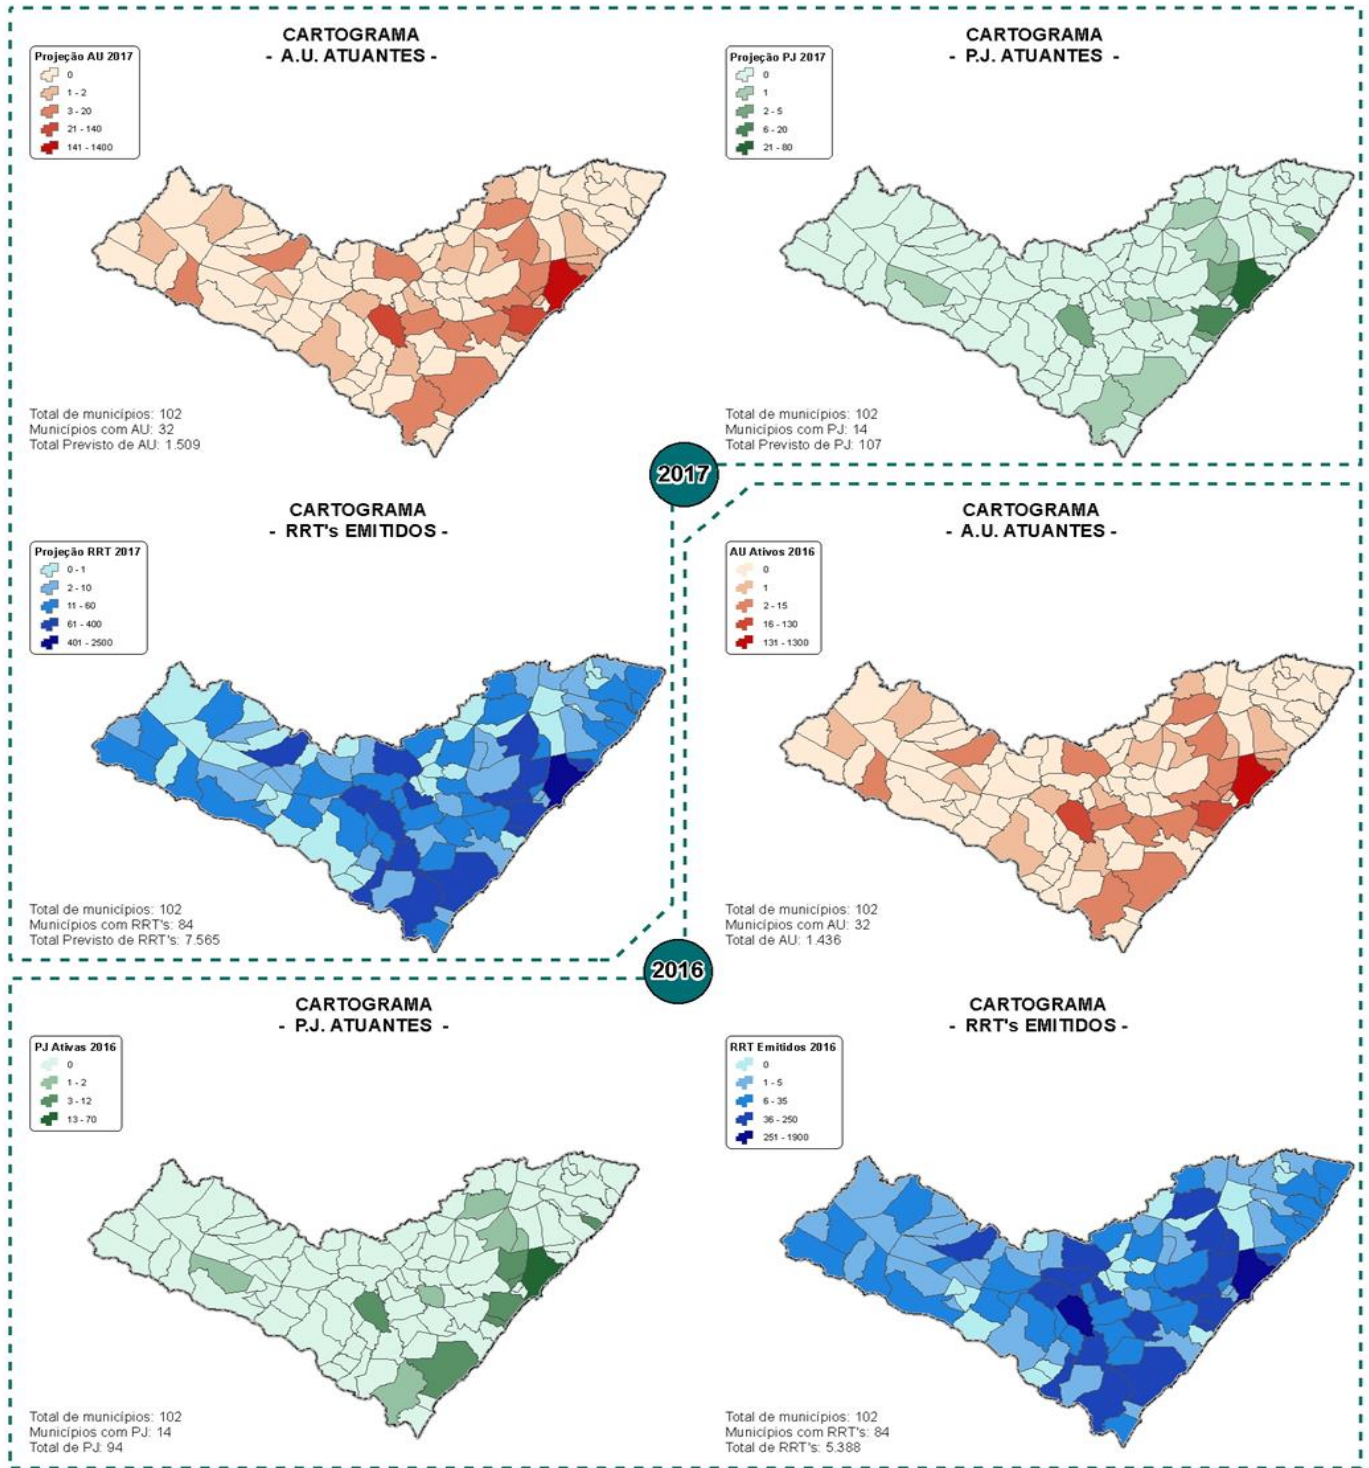 CARTOGRAMA
- A.U. ATUANTES -
Projeção AU 2017
0
1 - 2
3 - 20
21 - 140
141 - 1400
Total de municípios: 102
Municípios com AU: 32
Total Previsto de AU: 1.509
CARTOGRAMA
- P.J. ATUANTES -
Projeção PJ 2017
0
1
2 - 5
6 - 20
21 - 80
Total de municípios: 102
Municípios com PJ: 14
Total Previsto de PJ: 107
2017
CARTOGRAMA
- RRT's EMITIDOS -
Projeção RRT 2017
0 - 1
2 - 10
11 - 60
61 - 400
401 - 2500
Total de municípios: 102
Municípios com RRT's: 84
Total Previsto de RRT's: 7.565
CARTOGRAMA
- A.U. ATUANTES -
AU Ativos 2016
0
1
2 - 15
16 - 130
131 - 1300
Total de municípios: 102
Municípios com AU: 32
Total de AU: 1.436
2016
CARTOGRAMA
- P.J. ATUANTES -
PJ Ativas 2016
0
1 - 2
3 - 12
13 - 70
Total de municípios: 102
Municípios com PJ: 14
Total de PJ: 94
CARTOGRAMA
- RRT's EMITIDOS -
RRT Emitidos 2016
0
1 - 5
6 - 35
36 - 250
251 - 1900
Total de municípios: 102
Municípios com RRT's: 84
Total de RRT's: 5.388